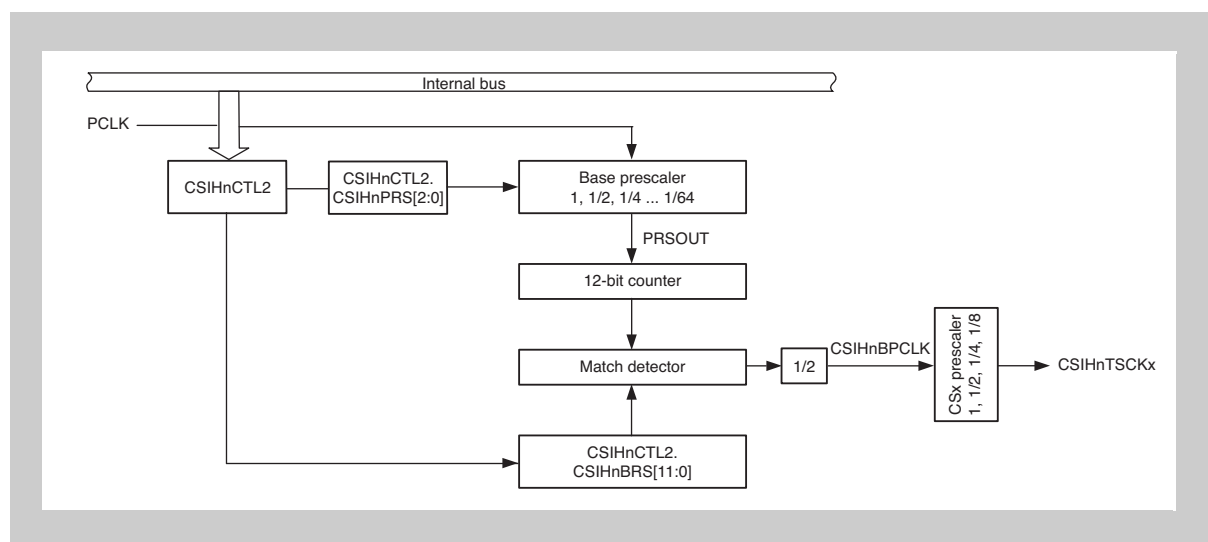 Internal bus
PCLK
CSIHnCTL2
CSIHnCTL2.
CSIHnPRS[2:0]
Base prescaler
1, 1/2, 1/4 ... 1/64
PRSOUT
12-bit counter
Match detector
1/2
CSIHnBPCLK
CSx prescaler
1, 1/2, 1/4, 1/8
CSIHnTSCKx
CSIHnCTL2.
CSIHnBRS[11:0]